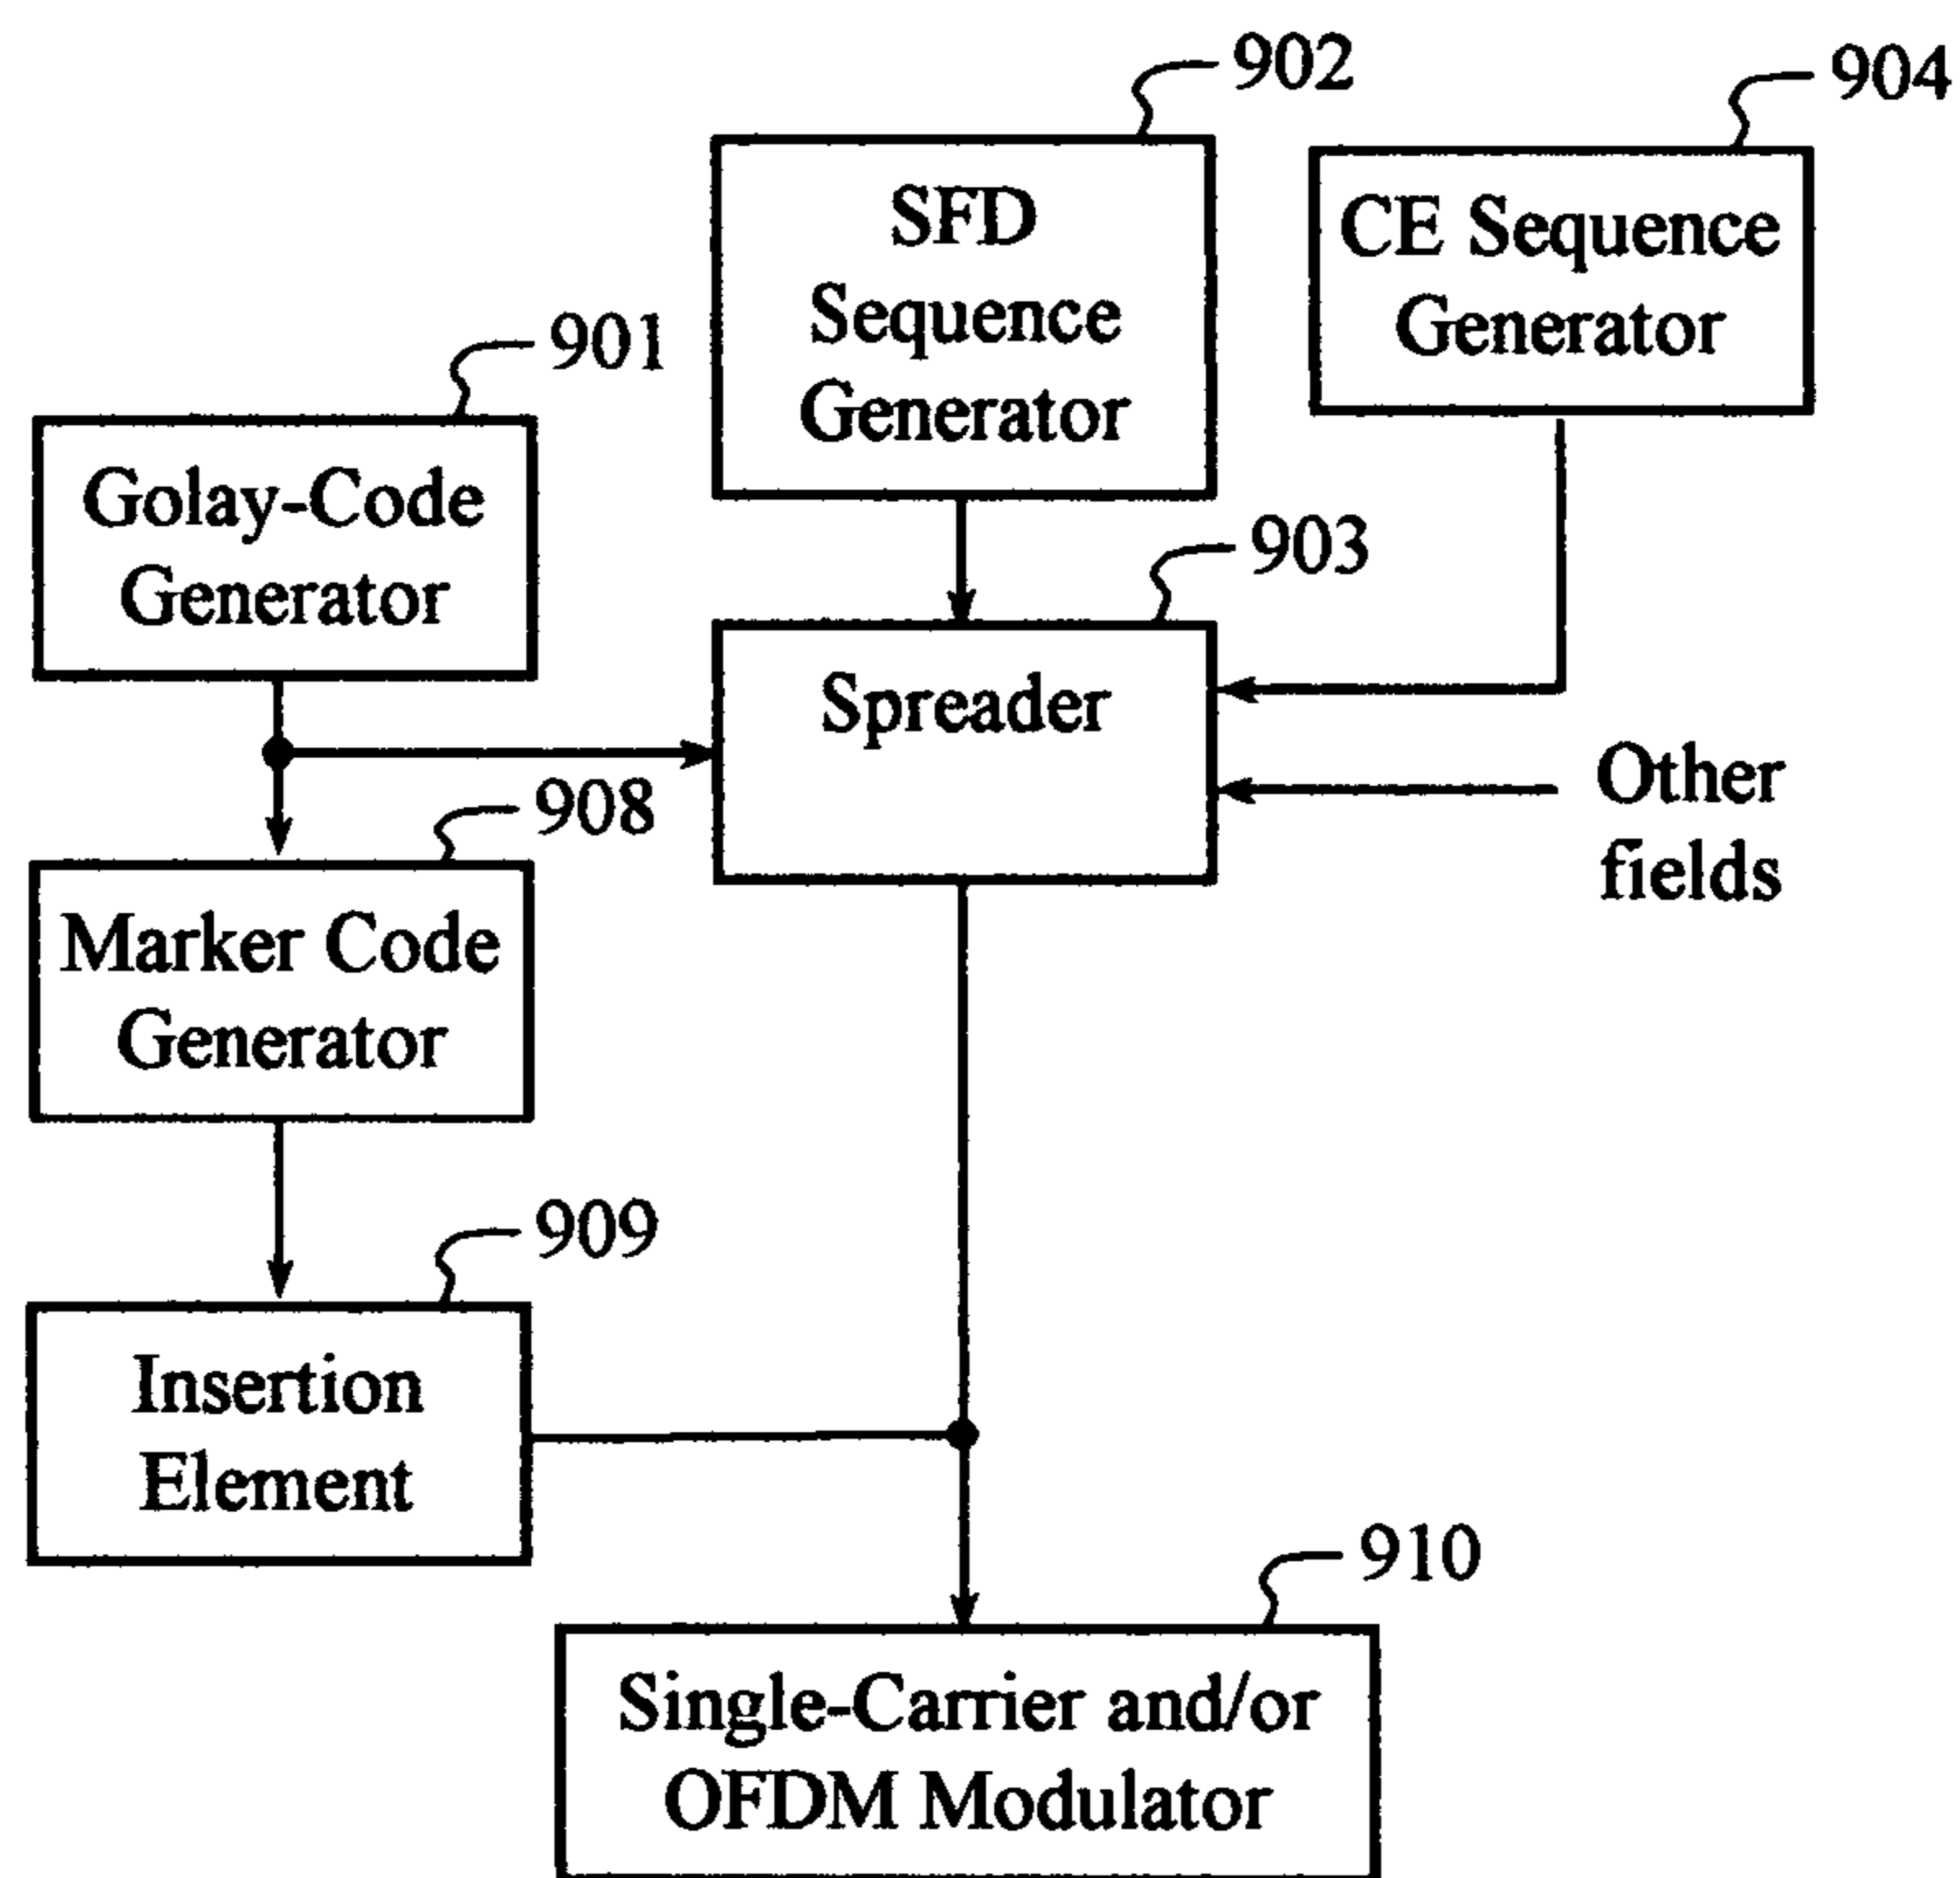 902
904
SFD
Sequence
Generator
CE Sequence
Generator
901
Golay-Code
Generator
903
Spreader
Other
fields
908
Marker Code
Generator
909
Insertion
Element
910
Single-Carrier and/or
OFDM Modulator